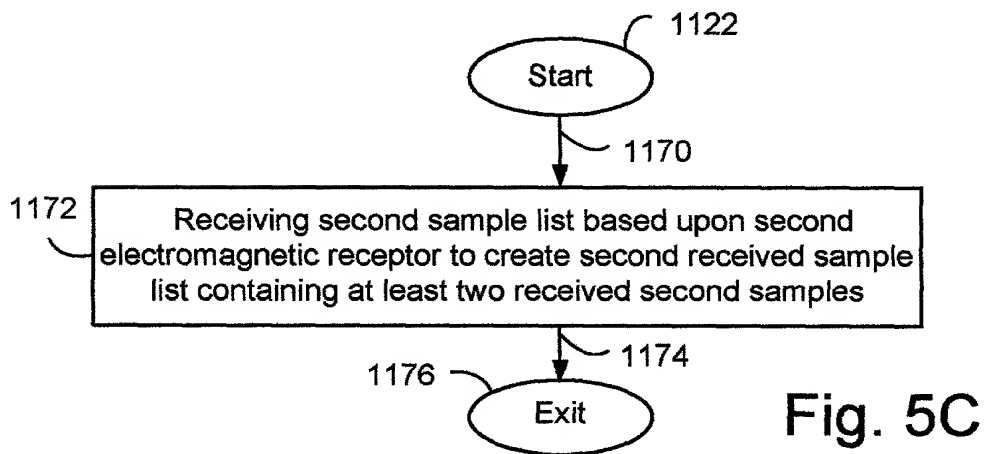 1122
Start
1170
1172
Receiving second sample list based upon second
electromagnetic receptor to create second received sample
list containing at least two received second samples
1174
1176
Exit
Fig. 5C